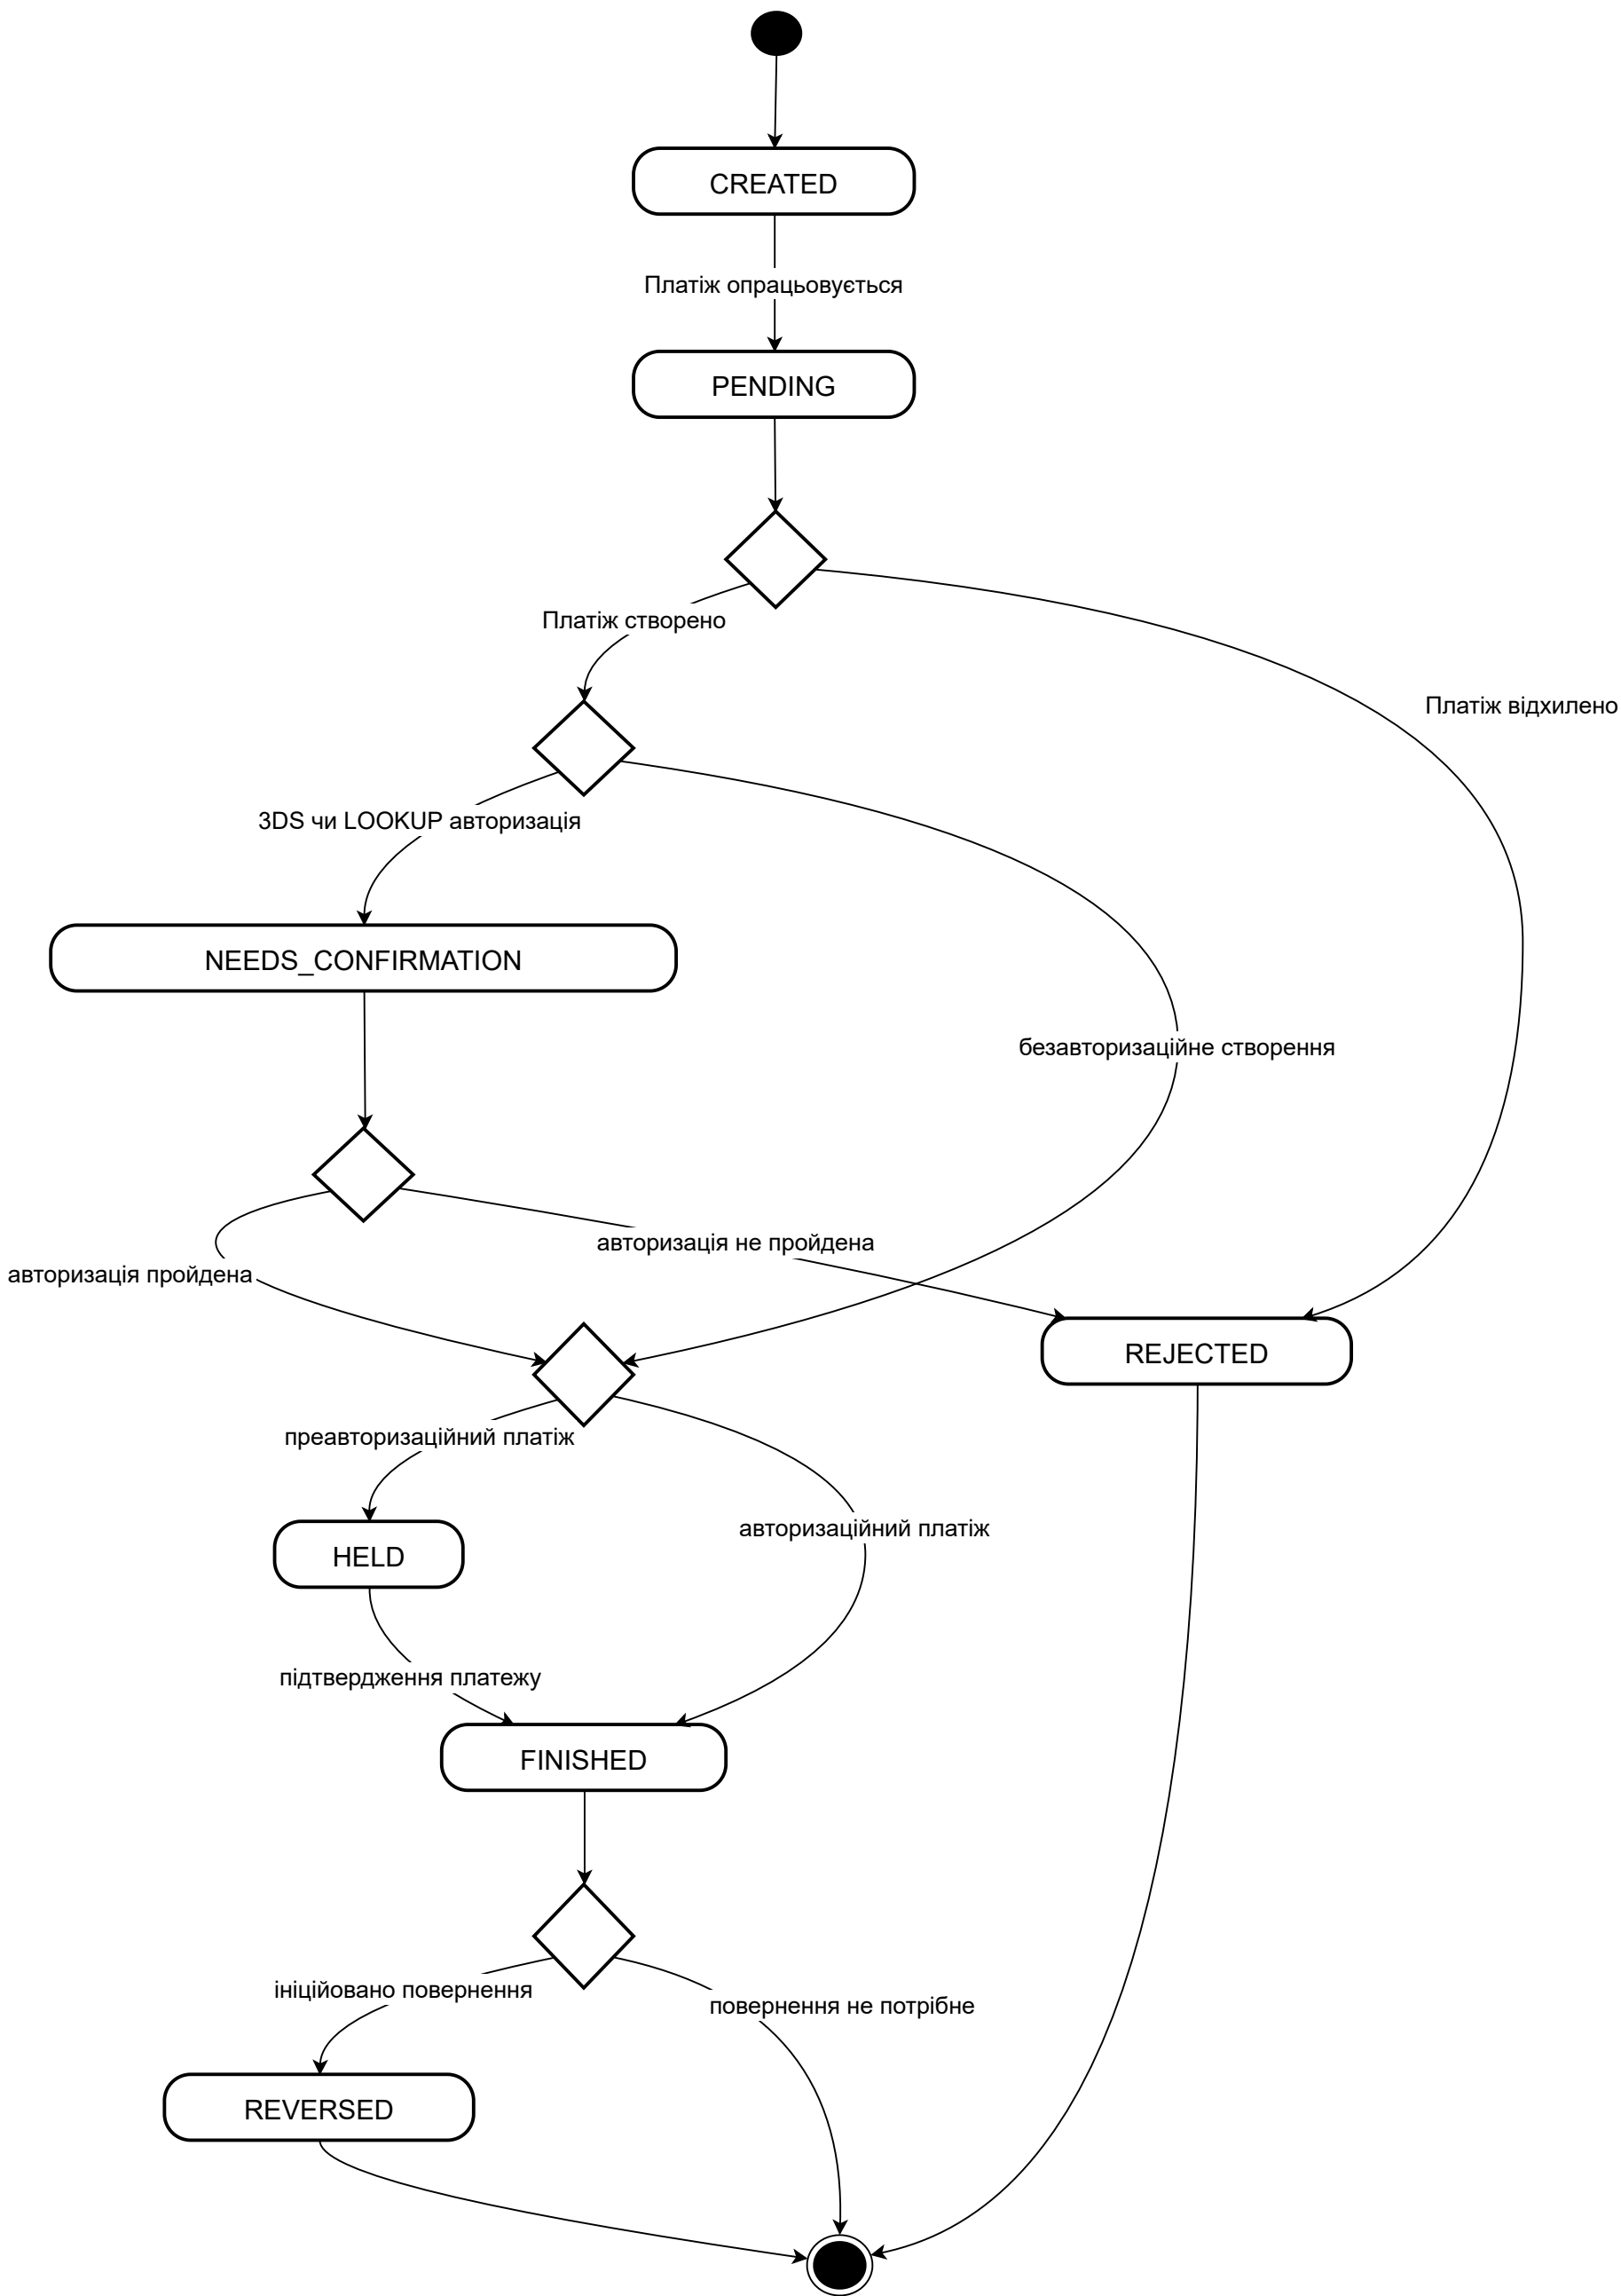 CREATED
Платіж опрацьовується
PENDING
Платіж створено
Платіж відхилено
3DS чи LOOKUP авторизація
NEEDS_CONFIRMATION
безавторизаційне створення
авторизація не пройдена
авторизація пройдена
REJECTED
преавторизаційний платіж
авторизаційний платіж
HELD
підтвердження платежу
FINISHED
ініційовано повернення
повернення не потрібне
REVERSED